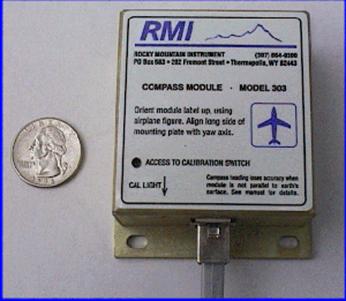 RMI
ROCKY MOUNTAIN INSTRUMENT (307) 864-9300
PO Box 683 • 202 Fremont Street • Thermopolis, WY 82443
COMPASS MODULE - MODEL 303
Orient module label up, using
airplane figure. Align long side of
mounting plate with yaw axis.
ACCESS TO CALIBRATION SWITCH
CAL LIGHT
Compass heading loses accuracy when
module is not parallel to earth's
surface. See manual for details.